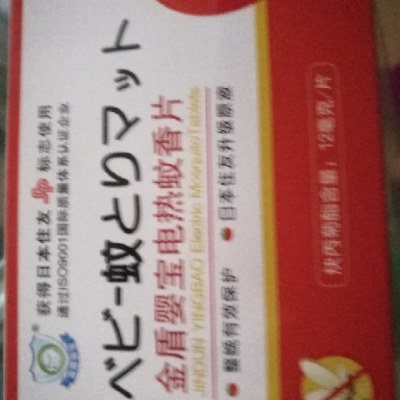 获得日本住友 标志使用
通过ISO9001国际质量体系认证企业
ベビー蚊とりマット
金盾婴宝电热蚊香片
JINDUN YINGBAO Electric Mosquito Tablets
整晚有效保护 日本住友升级原液
炔丙菊酯含量：12毫克/片